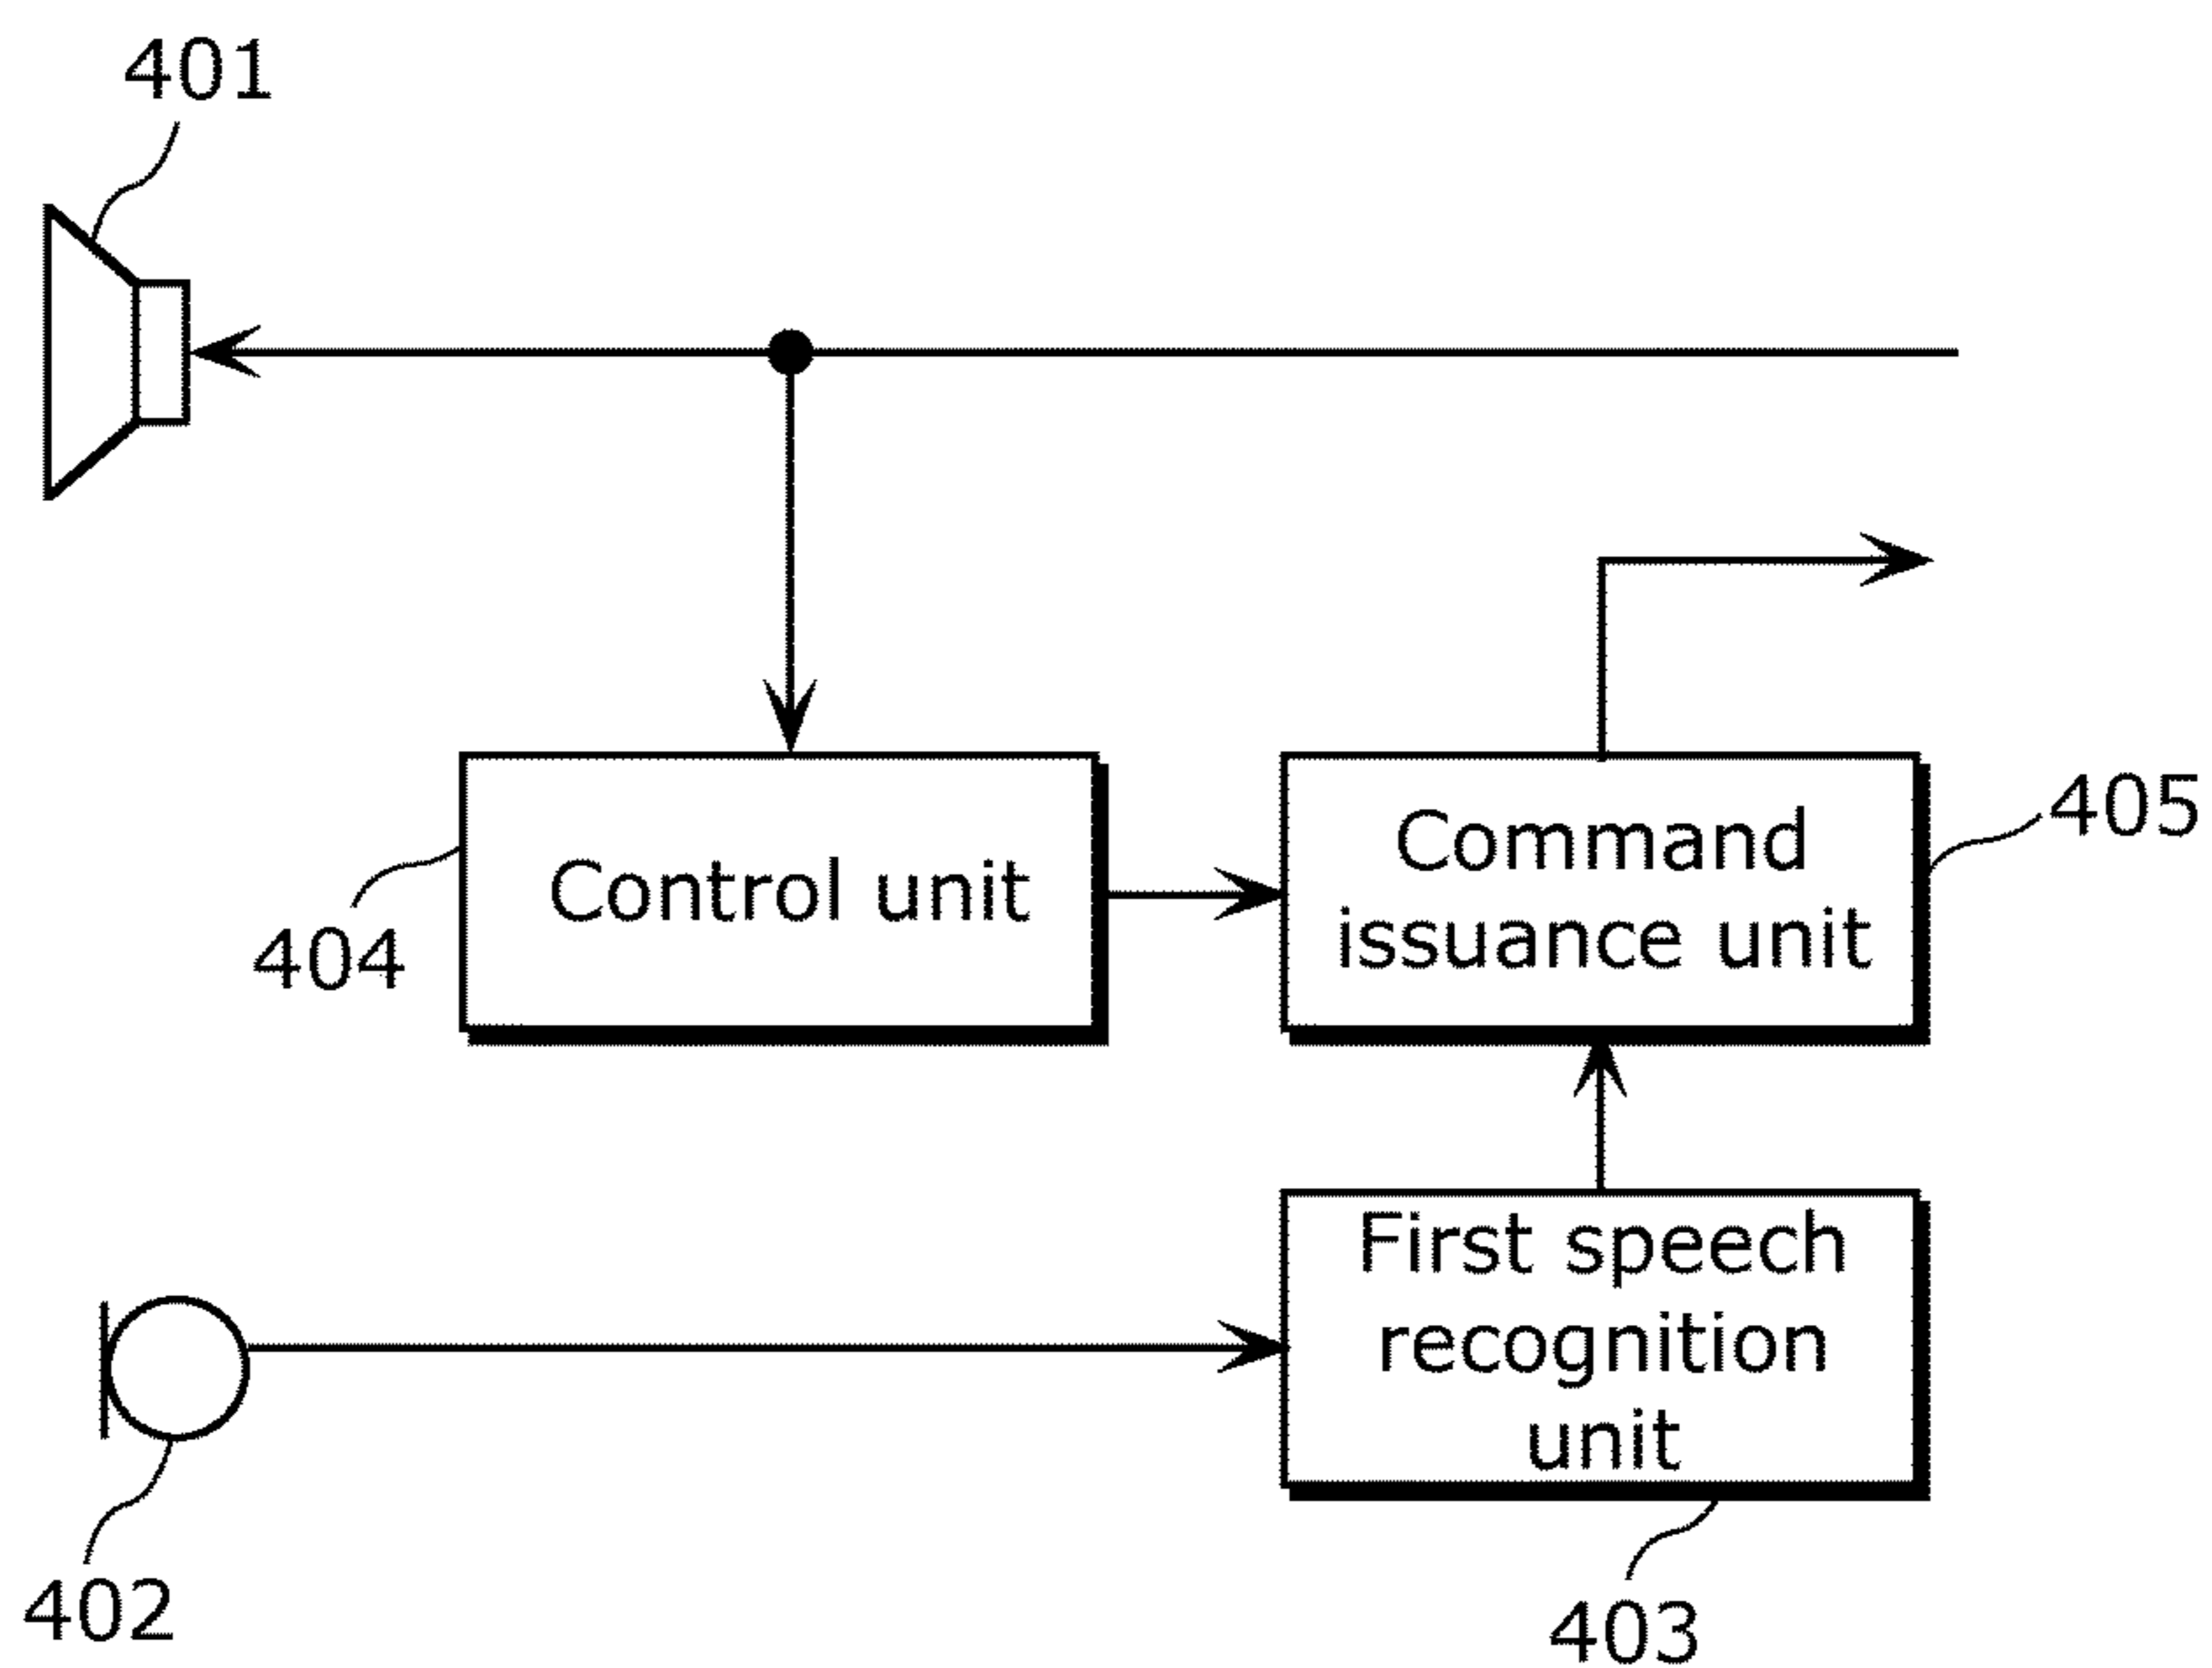 401
Control unit
404
Command
issuance unit
405
First speech
recognition
unit
402
403